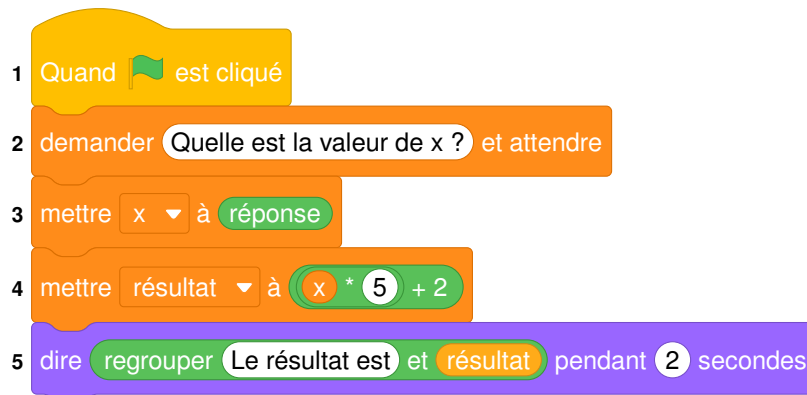 1 Quand est cliqué
2 demander Quelle est la valeur de x ? et attendre
3 mettre x à réponse
4 mettre résultat à x * 5 + 2
5 dire regrouper Le résultat est et résultat pendant 2 secondes